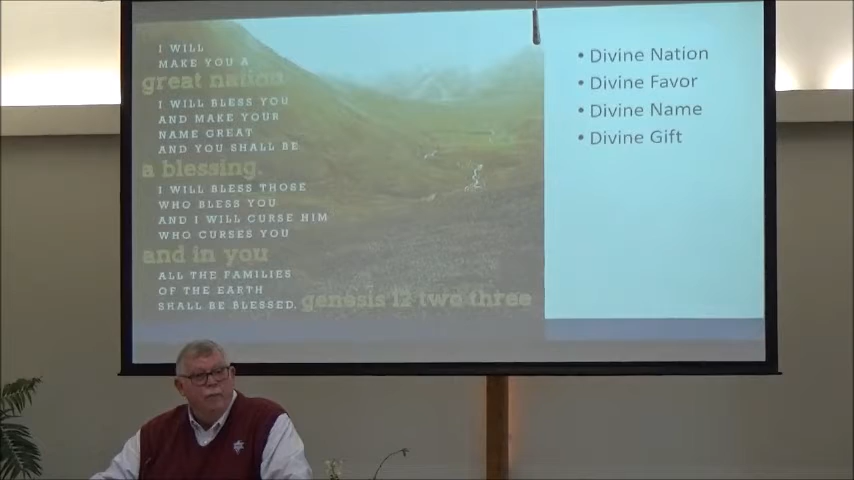 I WILL
MAKE YOU A
great nation
I WILL BLESS YOU
AND MAKE YOUR
NAME GREAT
AND YOU SHALL BE
a blessing.
I WILL BLESS THOSE
WHO BLESS YOU
AND I WILL CURSE HIM
WHO CURSES YOU
and in you
ALL THE FAMILIES
OF THE EARTH
SHALL BE BLESSED. genesis 12 two three
• Divine Nation
• Divine Favor
• Divine Name
• Divine Gift